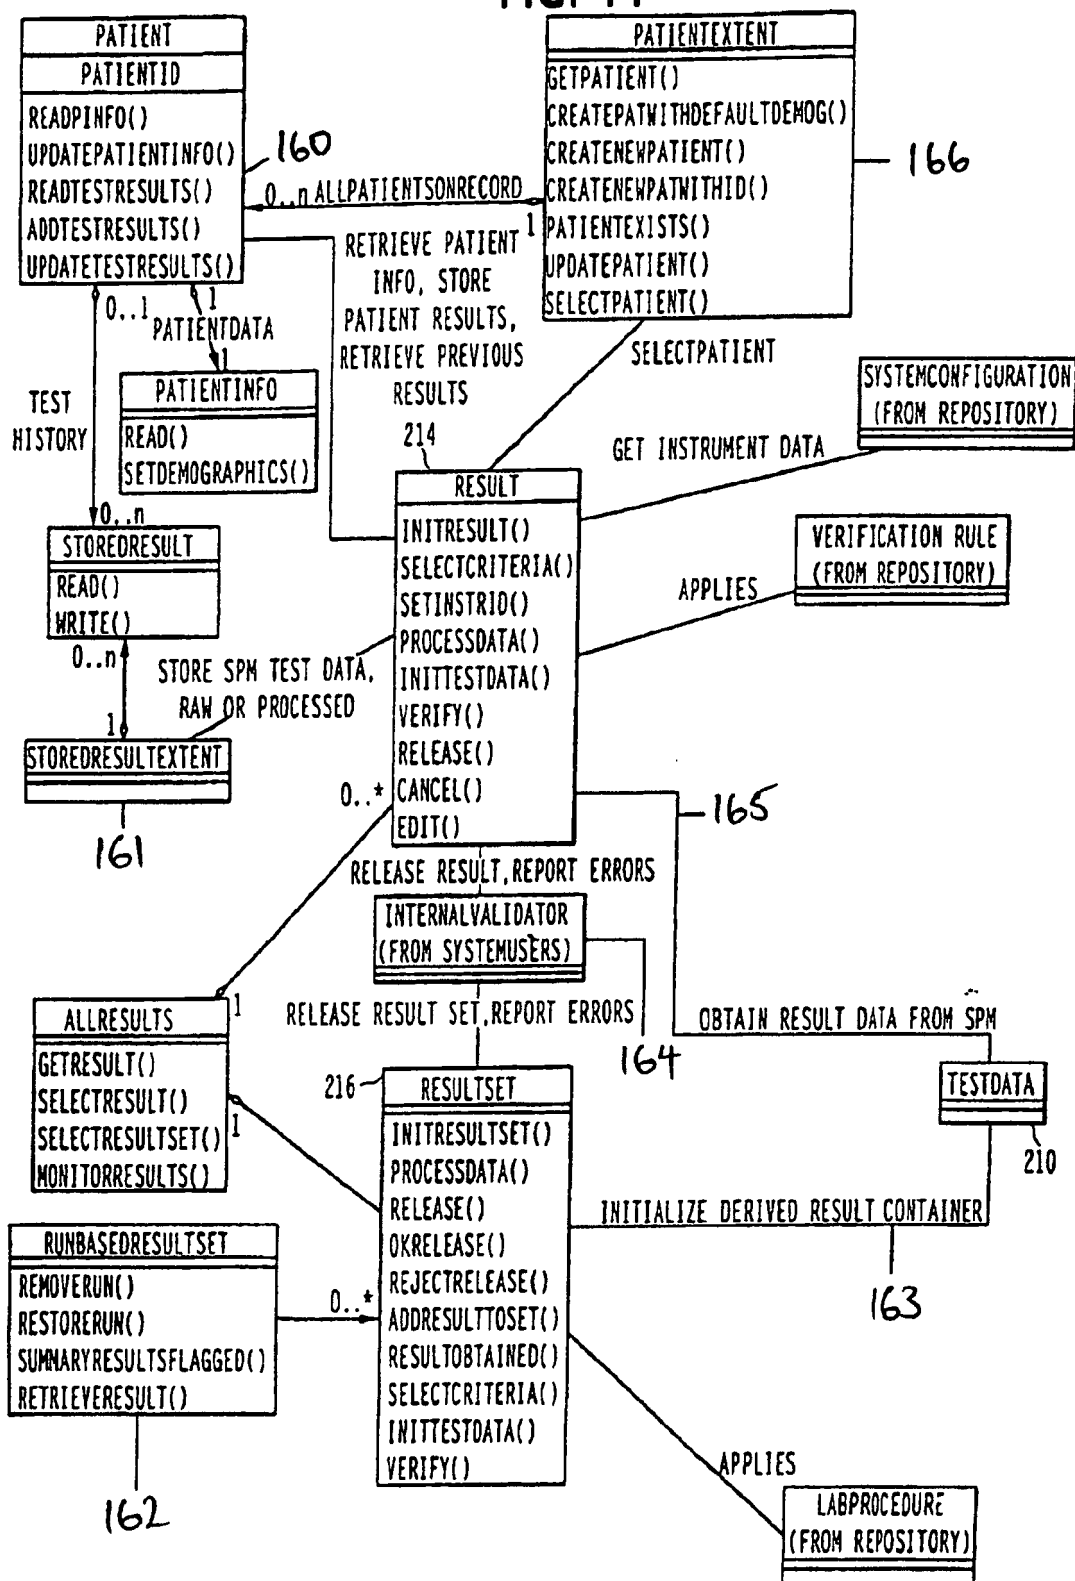 PATIENT
PATIENTID
READPINFO()
UPDATEPATIENTINFO()
READTESTRESULTS()
ADDTESTRESULTS()
UPDATETESTRESULTS()
160
PATIENTEXTENT
GETPATIENT()
CREATEPATWITHDEFAULTDEMOG()
CREATENEWPATIENT()
CREATENEWPATWITHID()
PATIENTEXISTS()
UPDATEPATIENT()
SELECTPATIENT()
166
0..n ALLPATIENTSONRECORD
1
RETRIEVE PATIENT
INFO, STORE
PATIENT RESULTS,
RETRIEVE PREVIOUS
RESULTS
0..1
1
PATIENTDATA
1
SELECTPATIENT
TEST
HISTORY
PATIENTINFO
READ()
SETDEMOGRAPHICS()
SYSTEMCONFIGURATION
(FROM REPOSITORY)
GET INSTRUMENT DATA
214
RESULT
INITRESULT()
SELECTCRITERIA()
SETINSTRID()
PROCESSDATA()
INITTESTDATA()
VERIFY()
RELEASE()
CANCEL()
EDIT()
VERIFICATION RULE
(FROM REPOSITORY)
APPLIES
0..n
STOREDRESULT
READ()
WRITE()
0..n
STORE SPM TEST DATA,
RAW OR PROCESSED
1
STOREDRESULTEXTENT
161
0..*
165
RELEASE RESULT,REPORT ERRORS
INTERNALVALIDATOR
(FROM SYSTEMUSERS)
164
RELEASE RESULT SET,REPORT ERRORS
OBTAIN RESULT DATA FROM SPM
1
ALLRESULTS
GETRESULT()
SELECTRESULT()
SELECTRESULTSET()
MONITORRESULTS()
1
TESTDATA
210
216
RESULTSET
INITRESULTSET()
PROCESSDATA()
RELEASE()
OKRELEASE()
REJECTRELEASE()
ADDRESULTTOSET()
RESULTOBTAINED()
SELECTCRITERIA()
INITTESTDATA()
VERIFY()
INITIALIZE DERIVED RESULT CONTAINER
163
RUNBASEDRESULTSET
REMOVERUN()
RESTORERUN()
SUMMARYRESULTSFLAGGED()
RETRIEVERESULT()
0..*
162
APPLIES
LABPROCEDURE
(FROM REPOSITORY)